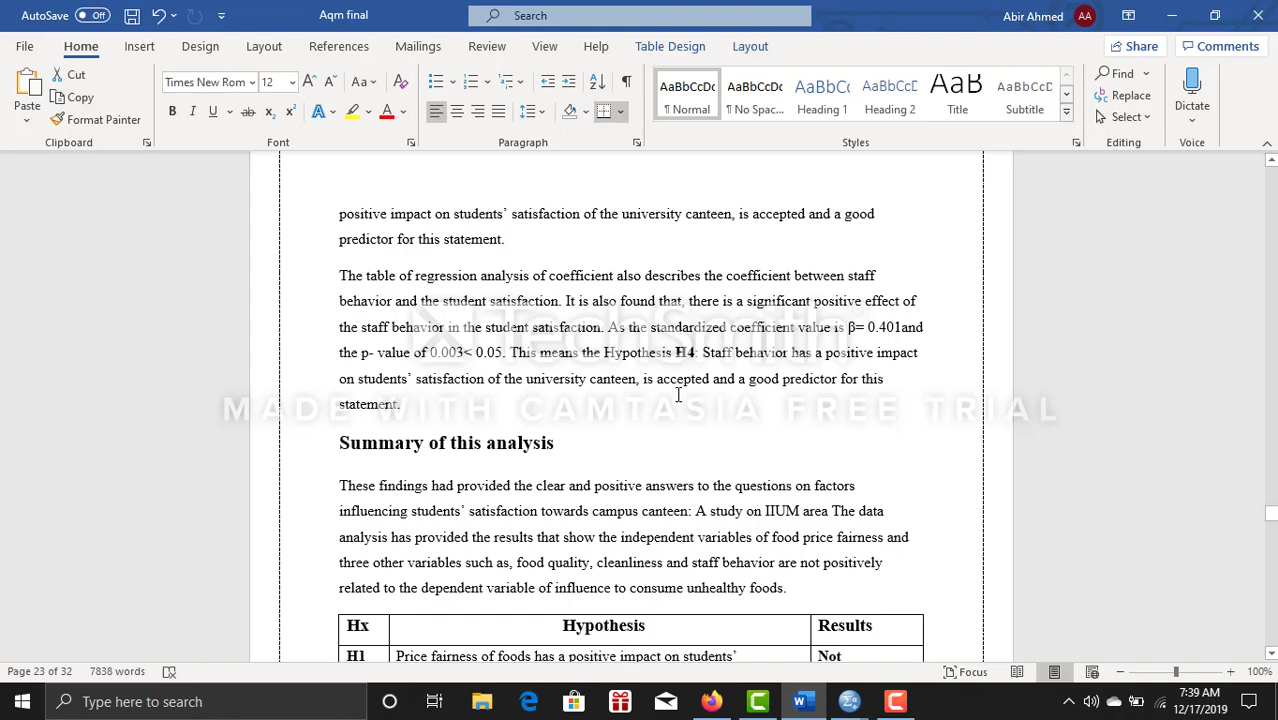 AutoSave Off Aqm final Search Abir Ahmed AA
File Home Insert Design Layout References Mailings Review View Help Table Design Layout Share Comments
Paste Cut Copy Format Painter Clipboard
Times New Rom 12 Aa B I U ab x₂ x² A A Font
Paragraph
AaBbCcDc ¶ Normal AaBbCcDc ¶ No Spac... AaBbCc Heading 1 AaBbCcD Heading 2 AaB Title AaBbCcD Subtitle Styles
Find Replace Select Editing
Dictate Voice
positive impact on students’ satisfaction of the university canteen, is accepted and a good
predictor for this statement.
The table of regression analysis of coefficient also describes the coefficient between staff
behavior and the student satisfaction. It is also found that, there is a significant positive effect of
the staff behavior in the student satisfaction. As the standardized coefficient value is β= 0.401and
the p- value of 0.003< 0.05. This means the Hypothesis H4: Staff behavior has a positive impact
on students’ satisfaction of the university canteen, is accepted and a good predictor for this
statement.
TechSmith®
MADE WITH CAMTASIA FREE TRIAL
Summary of this analysis
These findings had provided the clear and positive answers to the questions on factors
influencing students’ satisfaction towards campus canteen: A study on IIUM area The data
analysis has provided the results that show the independent variables of food price fairness and
three other variables such as, food quality, cleanliness and staff behavior are not positively
related to the dependent variable of influence to consume unhealthy foods.
Hx Hypothesis Results
H1 Price fairness of foods has a positive impact on students’ Not
Page 23 of 32 7838 words Focus 100%
Type here to search 7:39 AM
12/17/2019